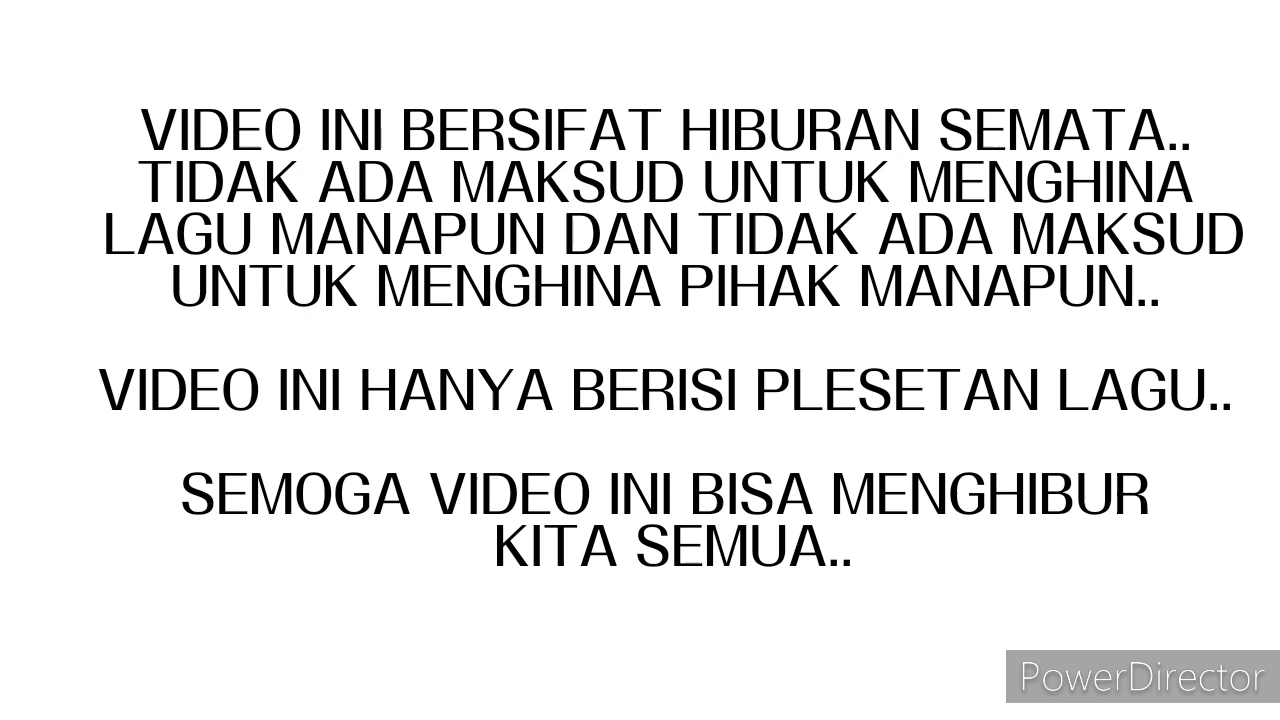 VIDEO INI BERSIFAT HIBURAN SEMATA..
TIDAK ADA MAKSUD UNTUK MENGHINA
LAGU MANAPUN DAN TIDAK ADA MAKSUD
UNTUK MENGHINA PIHAK MANAPUN..
VIDEO INI HANYA BERISI PLESETAN LAGU..
SEMOGA VIDEO INI BISA MENGHIBUR
KITA SEMUA..
PowerDirector